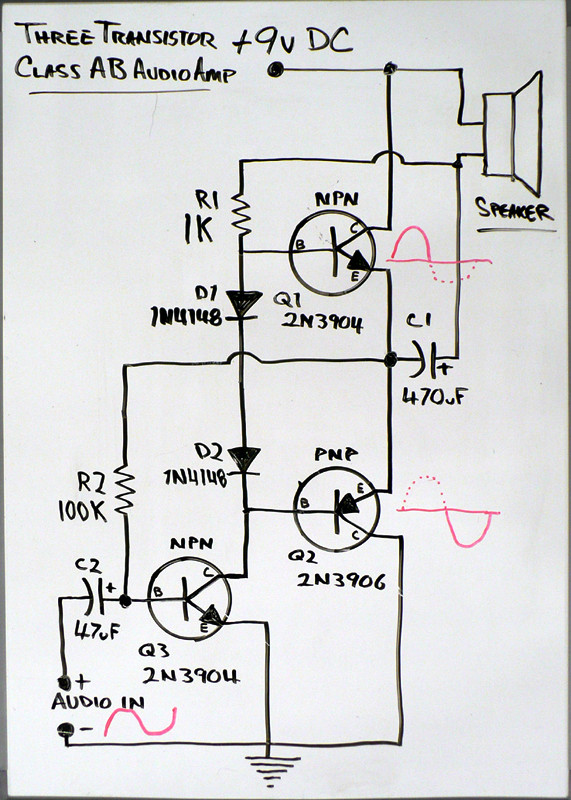 THREE TRANSISTOR +9V DC
CLASS AB AUDIO AMP
SPEAKER
R1
1K
NPN
B
C
E
D1
1N4148
Q1
2N3904
C1
+
470uF
D2
1N4148
PNP
B
E
C
R2
100K
Q2
2N3906
NPN
C2
+
47uF
B
C
E
Q3
2N3904
+
AUDIO IN
-